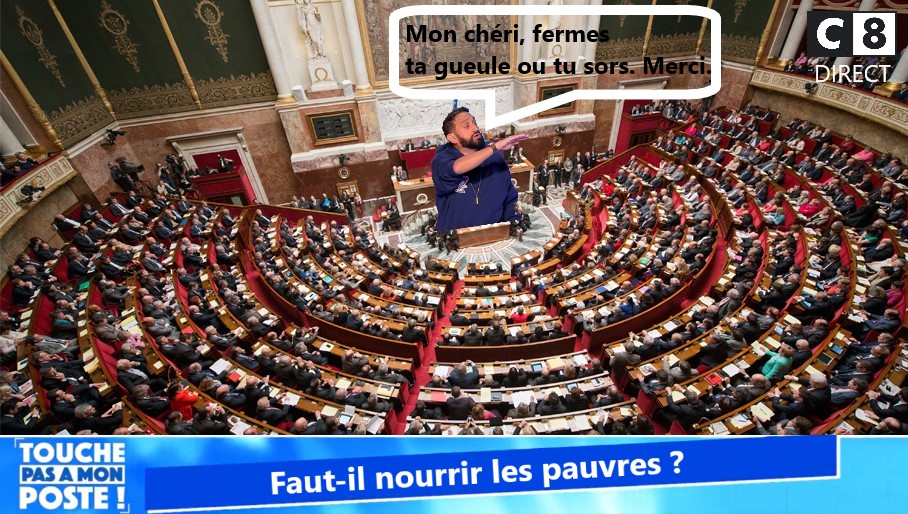 Mon chéri, fermes
ta gueule ou tu sors. Merci.
C 8
DIRECT
TOUCHE
PAS A MON
POSTE !
Faut-il nourrir les pauvres ?